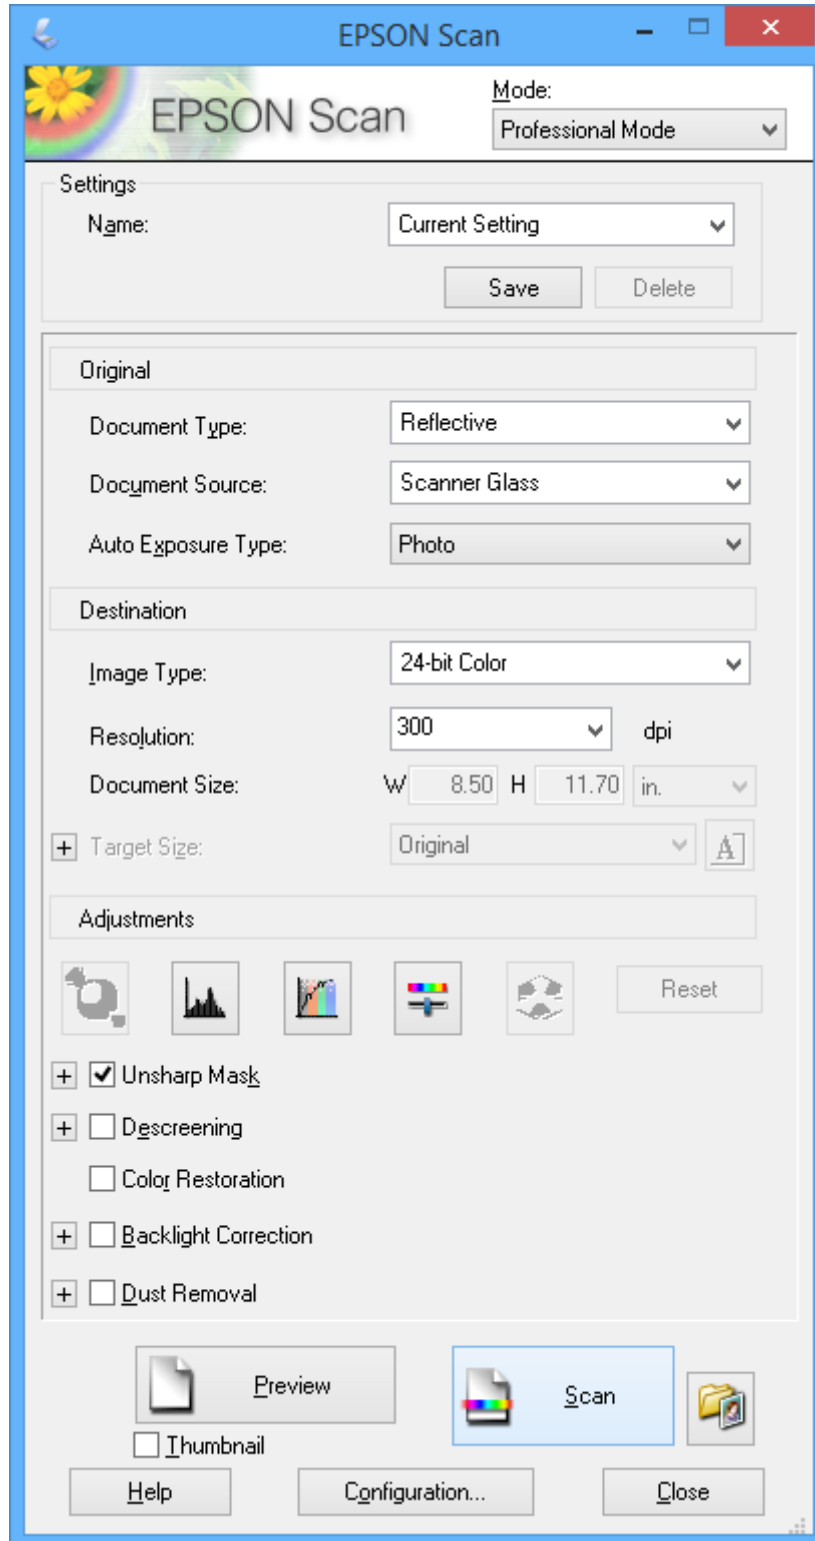 EPSON Scan
EPSON Scan
Mode:
Professional Mode
Settings
Name: Current Setting
Save Delete
Original
Document Type: Reflective
Document Source: Scanner Glass
Auto Exposure Type: Photo
Destination
Image Type: 24-bit Color
Resolution: 300 dpi
Document Size: W 8.50 H 11.70 in.
+ Target Size: Original A
Adjustments
Reset
+ Unsharp Mask
+ Descreening
Color Restoration
+ Backlight Correction
+ Dust Removal
Preview Scan
Thumbnail
Help Configuration... Close